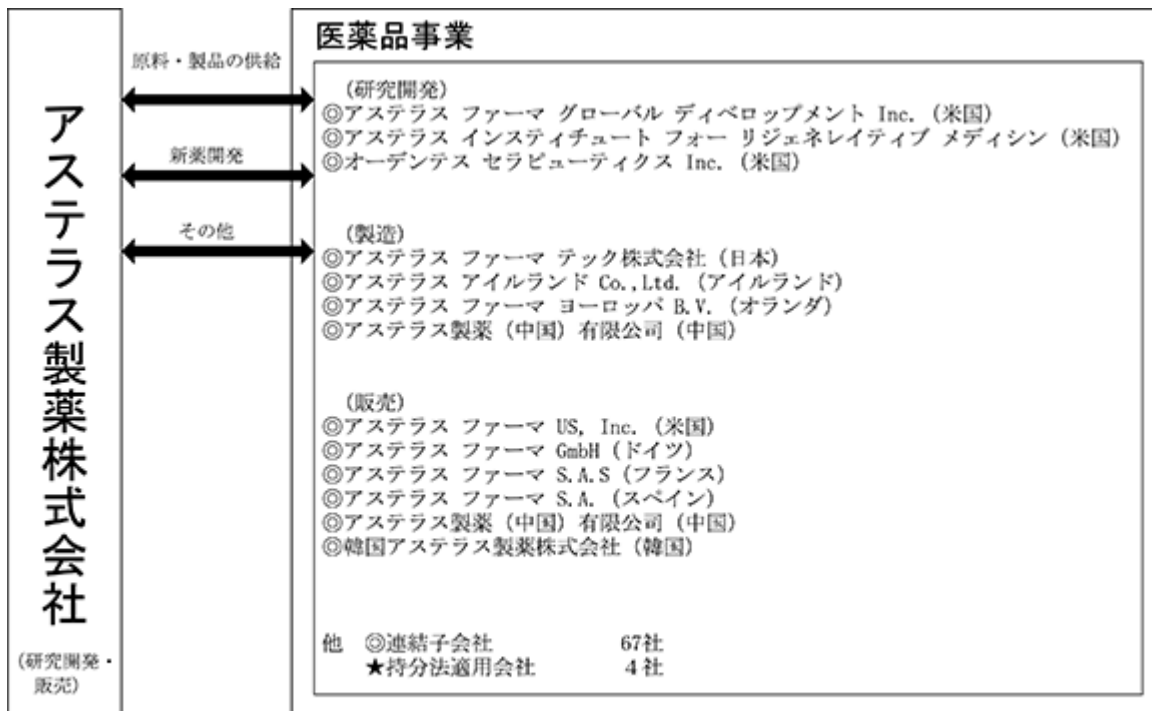 アステラス製薬株式会社
(研究開発・
販売)
原料・製品の供給
新薬開発
その他
医薬品事業
(研究開発)
◎アステラス ファーマ グローバル ディベロップメント Inc. (米国)
◎アステラス インスティチュート フォー リジェネレイティブ メディシン (米国)
◎オーデンテス セラピューティクス Inc. (米国)
(製造)
◎アステラス ファーマ テック株式会社 (日本)
◎アステラス アイルランド Co.,Ltd. (アイルランド)
◎アステラス ファーマ ヨーロッパ B.V. (オランダ)
◎アステラス製薬 (中国) 有限公司 (中国)
(販売)
◎アステラス ファーマ US, Inc. (米国)
◎アステラス ファーマ GmbH (ドイツ)
◎アステラス ファーマ S.A.S (フランス)
◎アステラス ファーマ S.A. (スペイン)
◎アステラス製薬 (中国) 有限公司 (中国)
◎韓国アステラス製薬株式会社 (韓国)
他 ◎連結子会社 67社
★持分法適用会社 4社